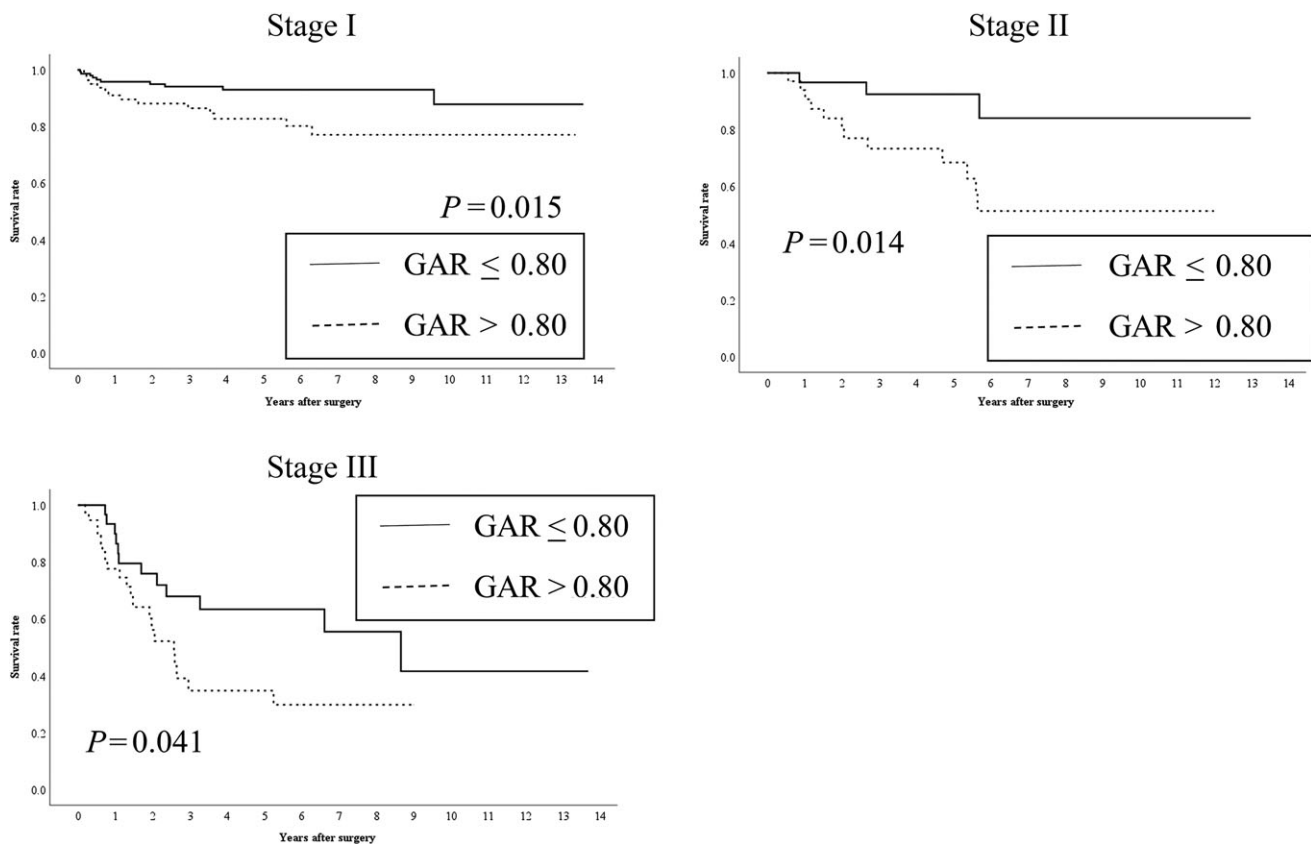 Stage I
1.0
0.8
0.6
0.4
0.2
0.0
Survival rate
P = 0.015
GAR ≤ 0.80
GAR > 0.80
0 1 2 3 4 5 6 7 8 9 10 11 12 13 14
Years after surgery
Stage II
1.0
0.8
0.6
0.4
0.2
0.0
Survival rate
P = 0.014
GAR ≤ 0.80
GAR > 0.80
0 1 2 3 4 5 6 7 8 9 10 11 12 13 14
Years after surgery
Stage III
1.0
0.8
0.6
0.4
0.2
0.0
Survival rate
GAR ≤ 0.80
GAR > 0.80
P = 0.041
0 1 2 3 4 5 6 7 8 9 10 11 12 13 14
Years after surgery